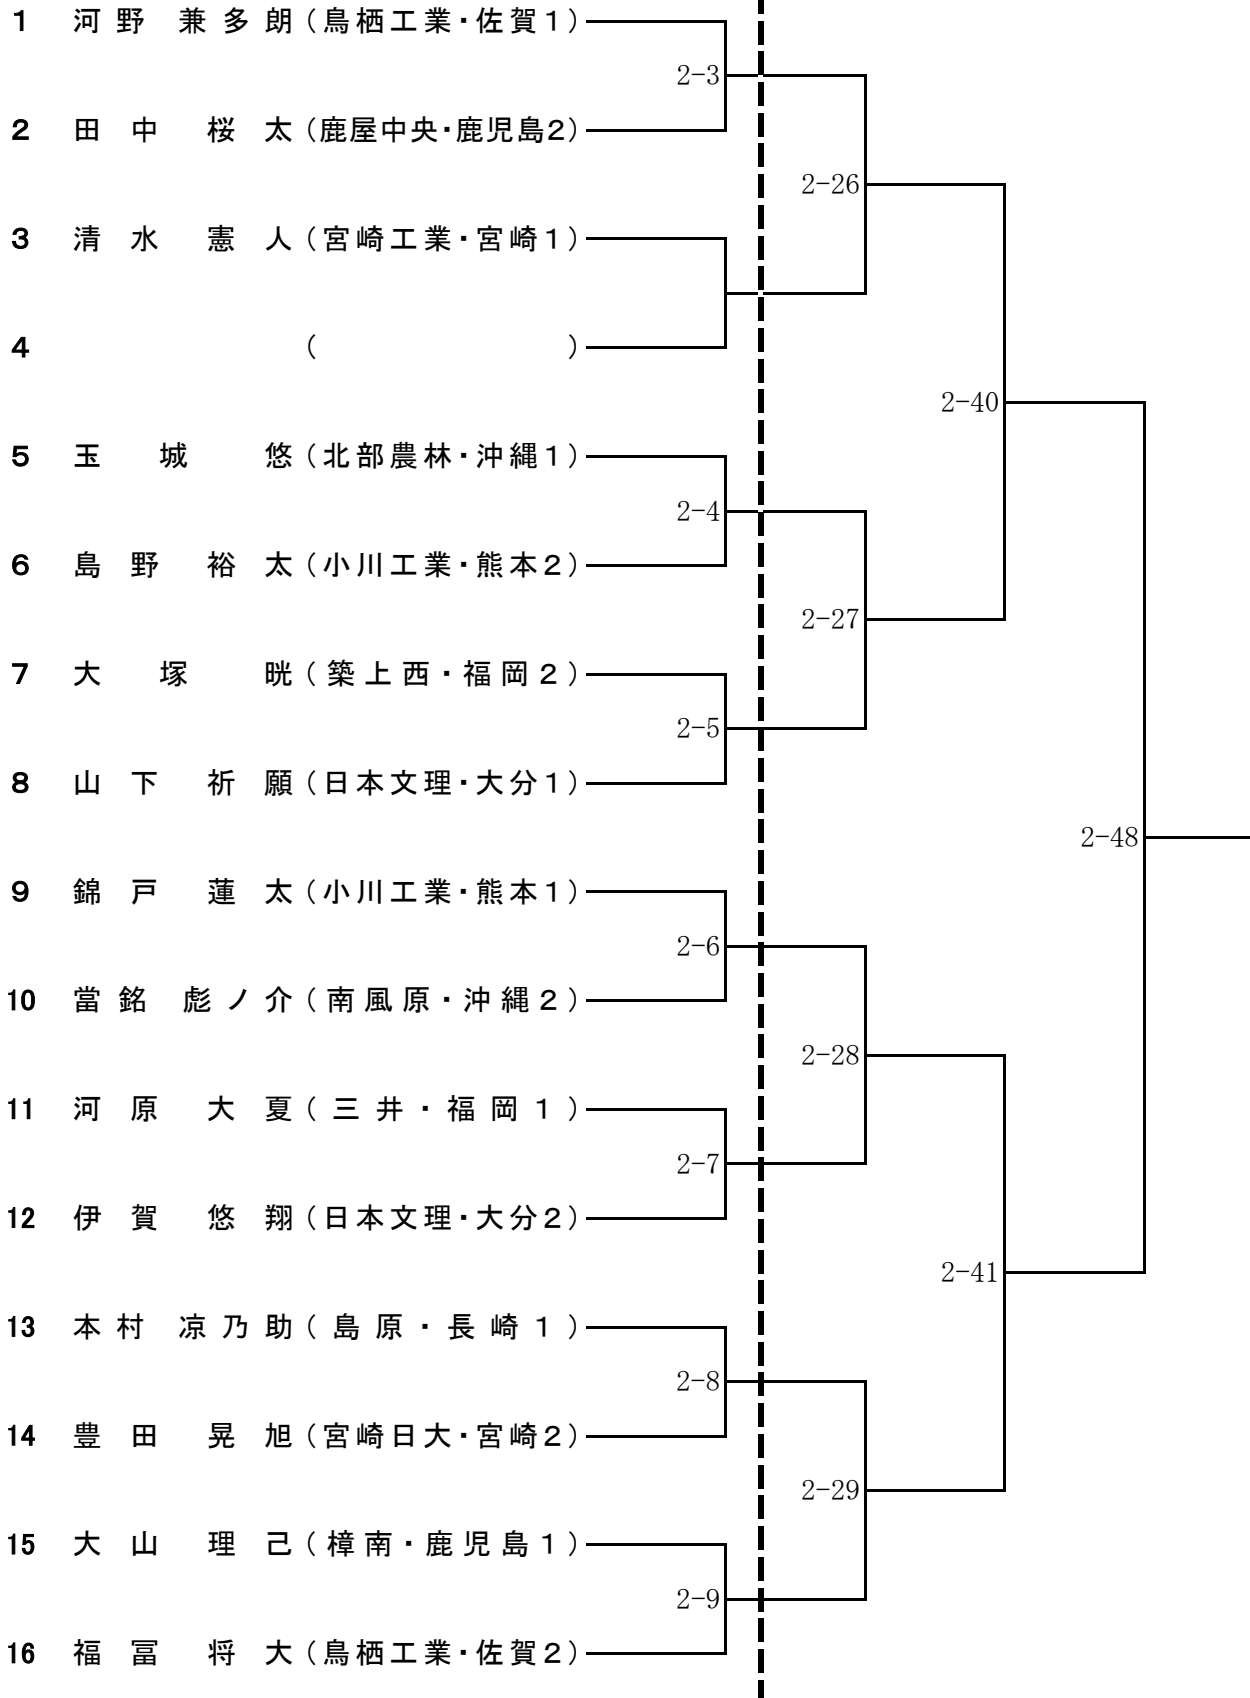 1 河野 兼多朗（鳥栖工業・佐賀1）
2-3
2 田中 桜太（鹿屋中央・鹿児島2）
2-26
3 清水 憲人（宮崎工業・宮崎1）
4 （ ）
2-40
5 玉城 悠（北部農林・沖縄1）
2-4
6 島野 裕太（小川工業・熊本2）
2-27
7 大塚 晄（築上西・福岡2）
2-5
8 山下 祈願（日本文理・大分1）
2-48
9 錦戸 蓮太（小川工業・熊本1）
2-6
10 當銘 彪ノ介（南風原・沖縄2）
2-28
11 河原 大夏（三井・福岡1）
2-7
12 伊賀 悠翔（日本文理・大分2）
2-41
13 本村 凉乃助（島原・長崎1）
2-8
14 豊田 晃旭（宮崎日大・宮崎2）
2-29
15 大山 理己（樟南・鹿児島1）
2-9
16 福冨 将大（鳥栖工業・佐賀2）